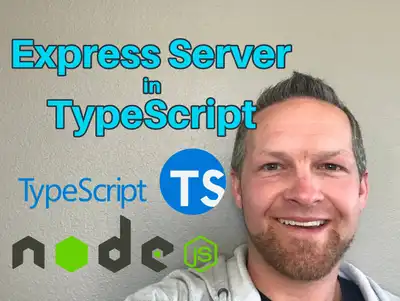 Express Server
in
TypeScript
TypeScript TS
node
JS